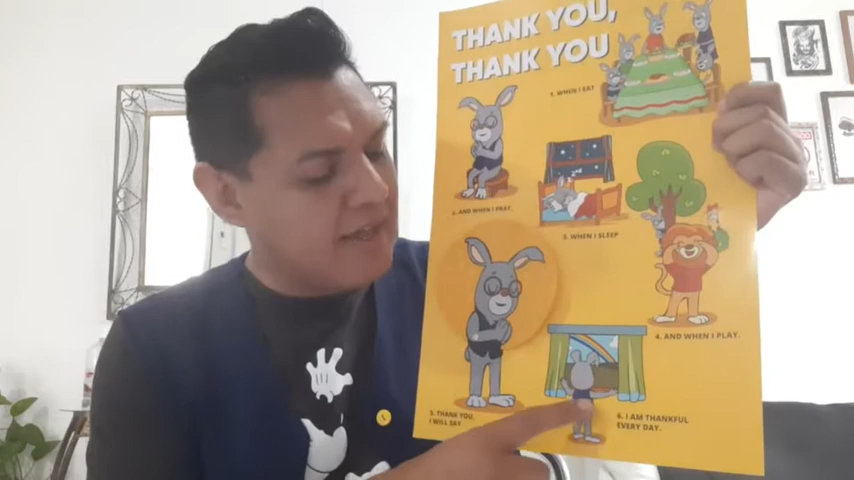 THANK YOU,
THANK YOU
1. WHEN I EAT
2. AND WHEN I PRAY.
3. WHEN I SLEEP
4. AND WHEN I PLAY.
5. THANK YOU,
I WILL SAY
6. I AM THANKFUL
EVERY DAY.